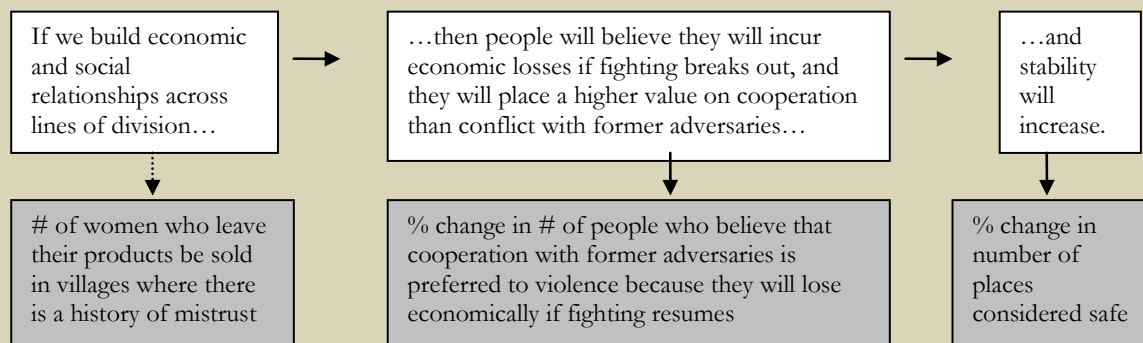 If we build economic
and social
relationships across
lines of division…
…then people will believe they will incur
economic losses if fighting breaks out, and
they will place a higher value on cooperation
than conflict with former adversaries…
…and
stability
will
increase.
# of women who leave
their products be sold
in villages where there
is a history of mistrust
% change in # of people who believe that
cooperation with former adversaries is
preferred to violence because they will lose
economically if fighting resumes
% change in
number of
places
considered safe